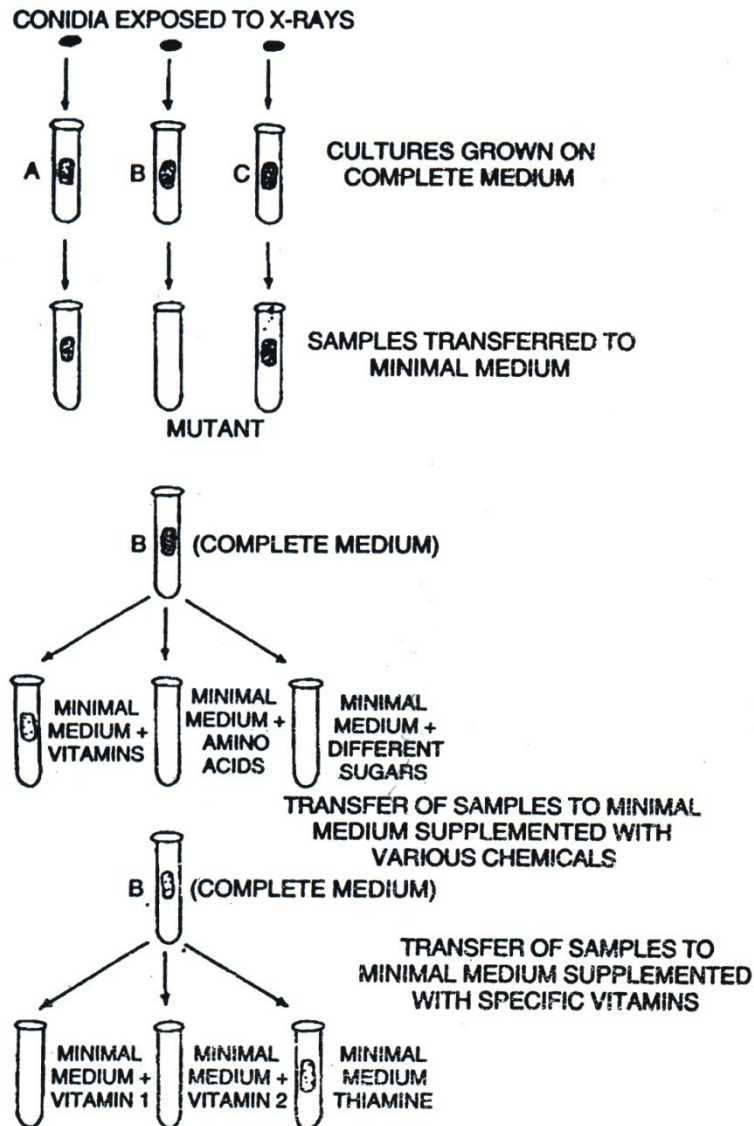 CONIDIA EXPOSED TO X-RAYS
A
B
C
CULTURES GROWN ON
COMPLETE MEDIUM
SAMPLES TRANSFERRED TO
MINIMAL MEDIUM
MUTANT
B
(COMPLETE MEDIUM)
MINIMAL
MEDIUM +
VITAMINS
MINIMAL
MEDIUM +
AMINO
ACIDS
MINIMAL
MEDIUM +
DIFFERENT
SUGARS
TRANSFER OF SAMPLES TO MINIMAL
MEDIUM SUPPLEMENTED WITH
VARIOUS CHEMICALS
B
(COMPLETE MEDIUM)
TRANSFER OF SAMPLES TO
MINIMAL MEDIUM SUPPLEMENTED
WITH SPECIFIC VITAMINS
MINIMAL
MEDIUM +
VITAMIN 1
MINIMAL
MEDIUM +
VITAMIN 2
MINIMAL
MEDIUM
THIAMINE